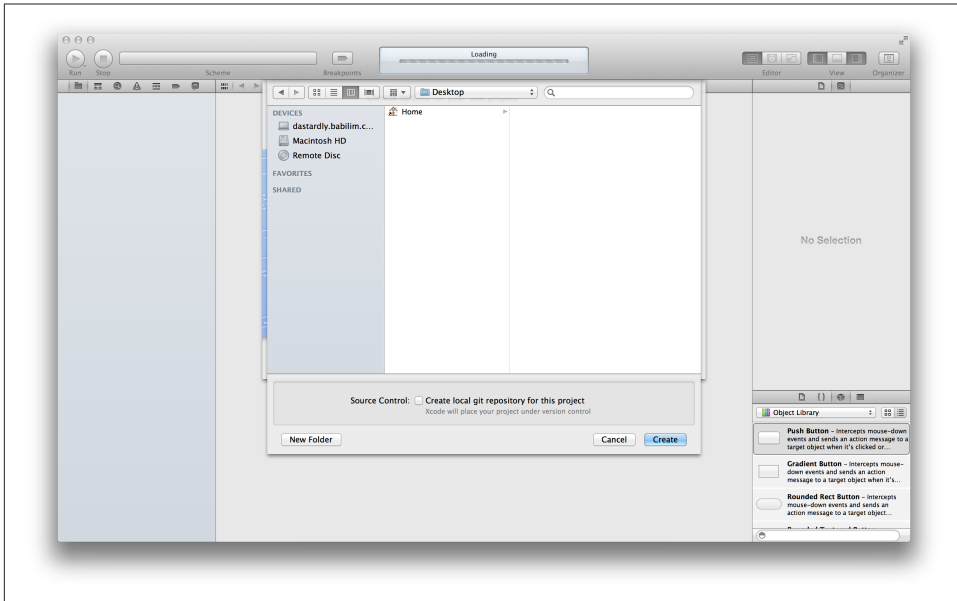 Loading
Run Stop Scheme Breakpoints Editor View Organizer
Desktop
DEVICES
dastardly.babilim.c...
Macintosh HD
Remote Disc
FAVORITES
SHARED
Home
No Selection
Source Control: Create local git repository for this project
Xcode will place your project under version control
New Folder Cancel Create
Object Library
Push Button – Intercepts mouse-down
events and sends an action message to a
target object when it's clicked or...
Gradient Button – Intercepts mouse-
down events and sends an action
message to a target object when it's...
Rounded Rect Button – Intercepts
mouse-down events and sends an
action message to a target object...